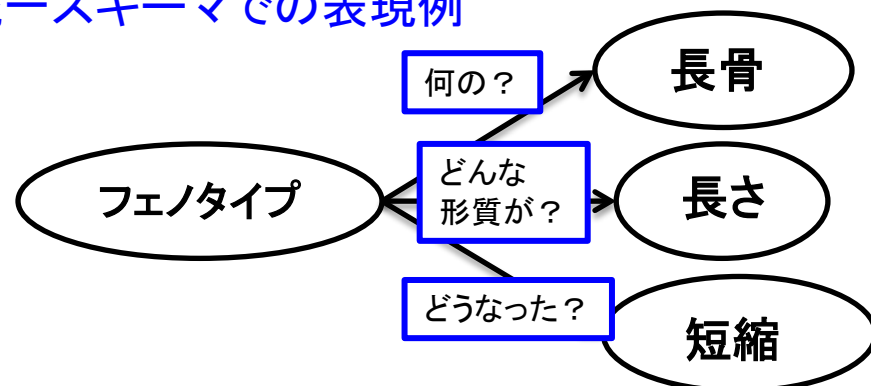 ースキーマでの表現例
何の？
長骨
フェノタイプ
どんな
形質が？
長さ
どうなった？
短縮